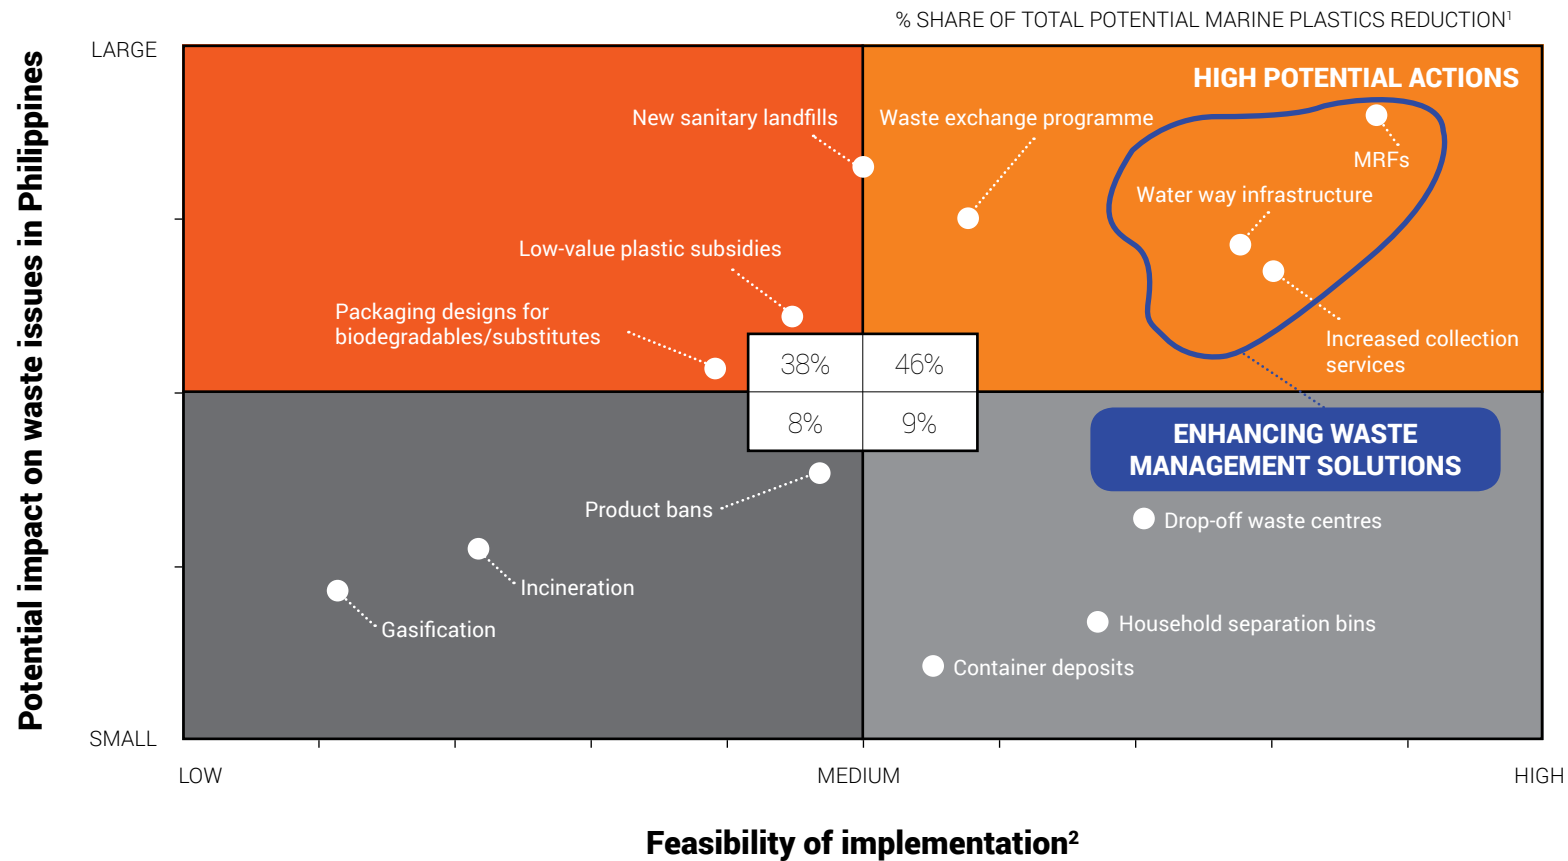 % SHARE OF TOTAL POTENTIAL MARINE PLASTICS REDUCTION¹
Potential impact on waste issues in Philippines
LARGE
HIGH POTENTIAL ACTIONS
New sanitary landfills
Waste exchange programme
MRFs
Water way infrastructure
Low-value plastic subsidies
Packaging designs for
biodegradables/substitutes
Increased collection
services
38%
46%
8%
9%
ENHANCING WASTE
MANAGEMENT SOLUTIONS
Product bans
Drop-off waste centres
Incineration
Gasification
Household separation bins
Container deposits
SMALL
LOW
MEDIUM
HIGH
Feasibility of implementation²